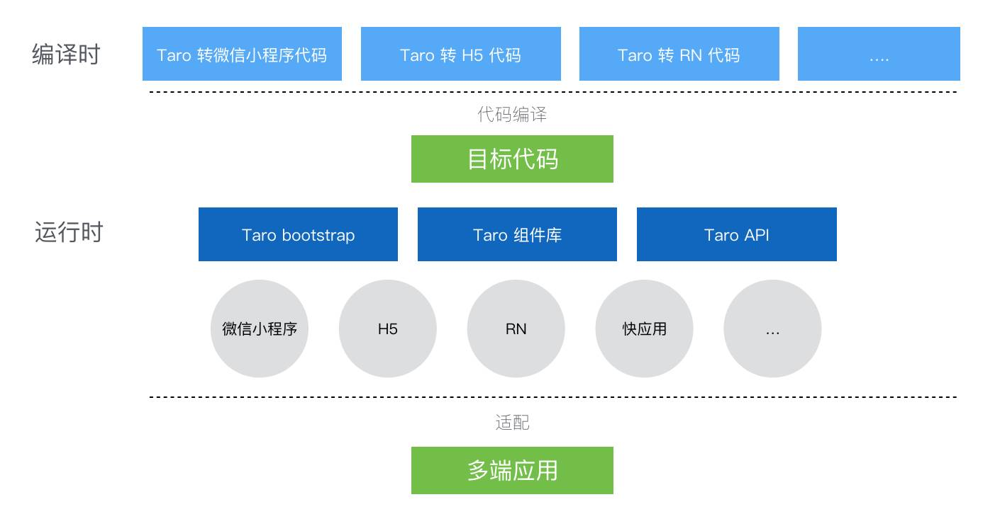 编译时
Taro 转微信小程序代码
Taro 转 H5 代码
Taro 转 RN 代码
....
代码编译
目标代码
运行时
Taro bootstrap
Taro 组件库
Taro API
微信小程序
H5
RN
快应用
...
适配
多端应用